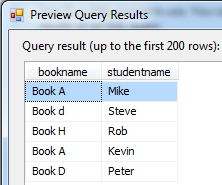 Preview Query Results
Query result (up to the first 200 rows):
bookname studentname
Book A Mike
Book d Steve
Book H Rob
Book A Kevin
Book D Peter